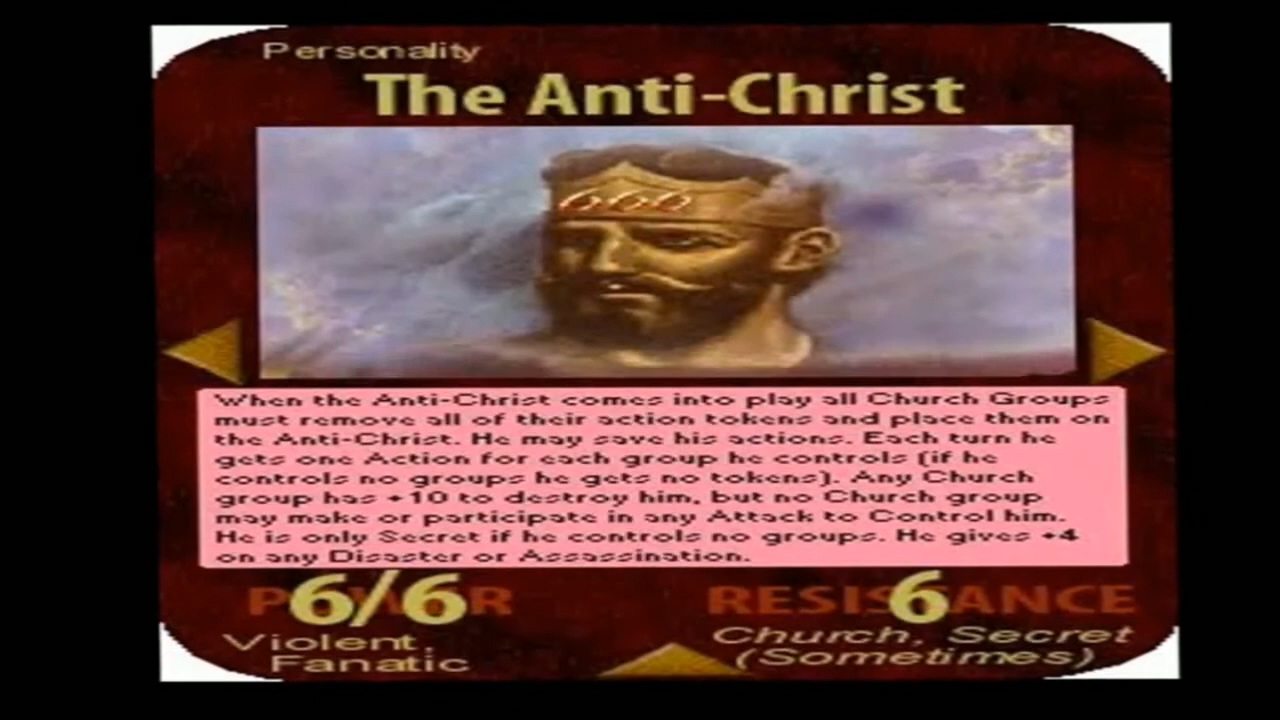 Personality
The Anti-Christ
666
When the Anti-Christ comes into play all Church Groups
must remove all of their action tokens and place them on
the Anti-Christ. He may save his actions. Each turn he
gets one Action for each group he controls (if he
controls no groups he gets no tokens). Any Church
group has +10 to destroy him, but no Church group
may make or participate in any Attack to Control him.
He is only Secret if he controls no groups. He gives +4
on any Disaster or Assassination.
POWER 6/6
RESISTANCE 6
Violent,
Fanatic
Church, Secret
(Sometimes)